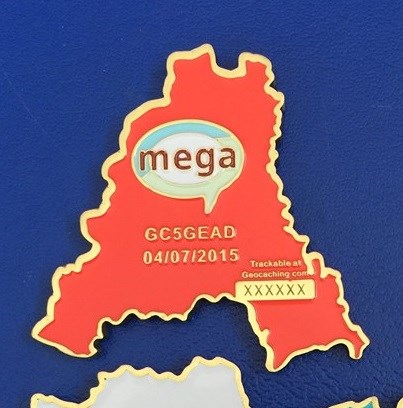 mega
GC5GEAD
04/07/2015
Trackable at
Geocaching.com
XXXXXX